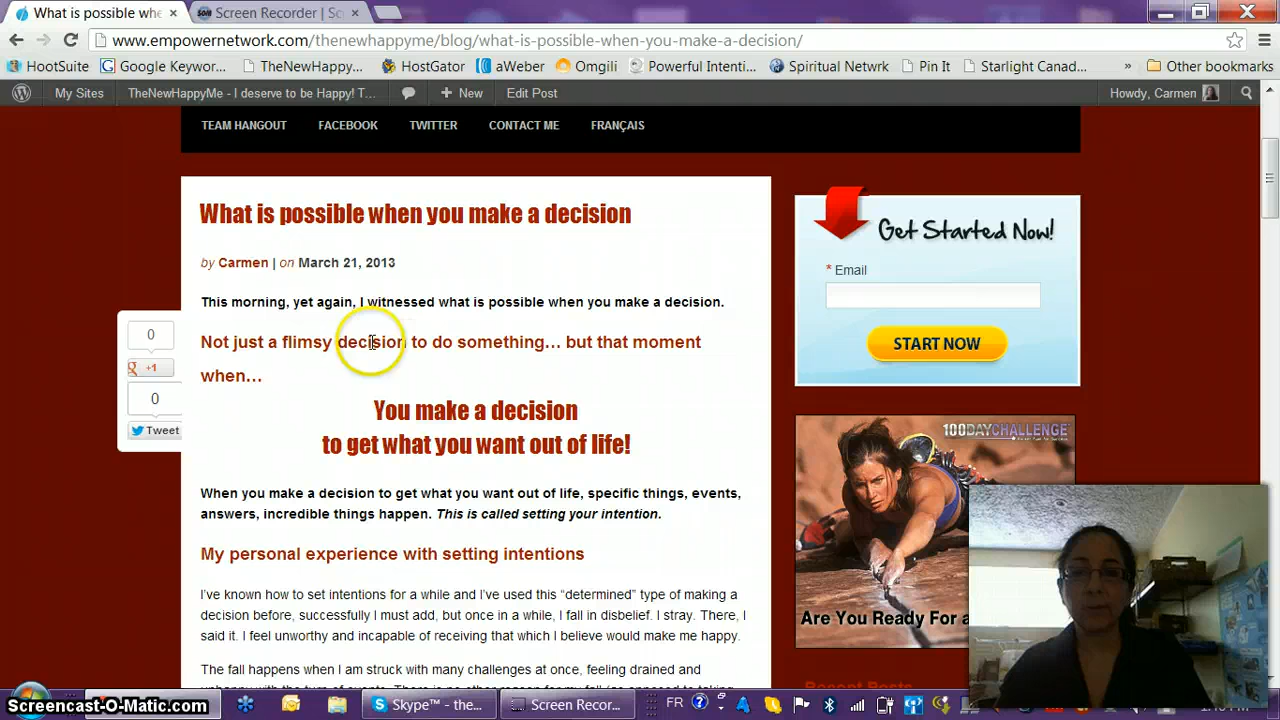 What is possible whe
Screen Recorder | Sc
www.empowernetwork.com/thenewhappyme/blog/what-is-possible-when-you-make-a-decision/
HootSuite
Google Keywor...
TheNewHappy...
HostGator
aWeber
Omgili
Powerful Intenti...
Spiritual Netwrk
Pin It
Starlight Canad...
»
Other bookmarks
My Sites
TheNewHappyMe - I deserve to be Happy! T...
+ New
Edit Post
Howdy, Carmen
TEAM HANGOUT
FACEBOOK
TWITTER
CONTACT ME
FRANÇAIS
What is possible when you make a decision
by Carmen | on March 21, 2013
This morning, yet again, I witnessed what is possible when you make a decision.
Not just a flimsy decision to do something... but that moment
when...
You make a decision
to get what you want out of life!
When you make a decision to get what you want out of life, specific things, events,
answers, incredible things happen. This is called setting your intention.
My personal experience with setting intentions
I've known how to set intentions for a while and I've used this “determined” type of making a
decision before, successfully I must add, but once in a while, I fall in disbelief. I stray. There, I
said it. I feel unworthy and incapable of receiving that which I believe would make me happy.
The fall happens when I am struck with many challenges at once, feeling drained and
0
g +1
0
Tweet
Get Started Now!
* Email
START NOW
100DAYCHALLENGE
Are You Ready For a
Recent Posts
Skype™ - the...
Screen Recor...
FR
Screencast-O-Matic.com